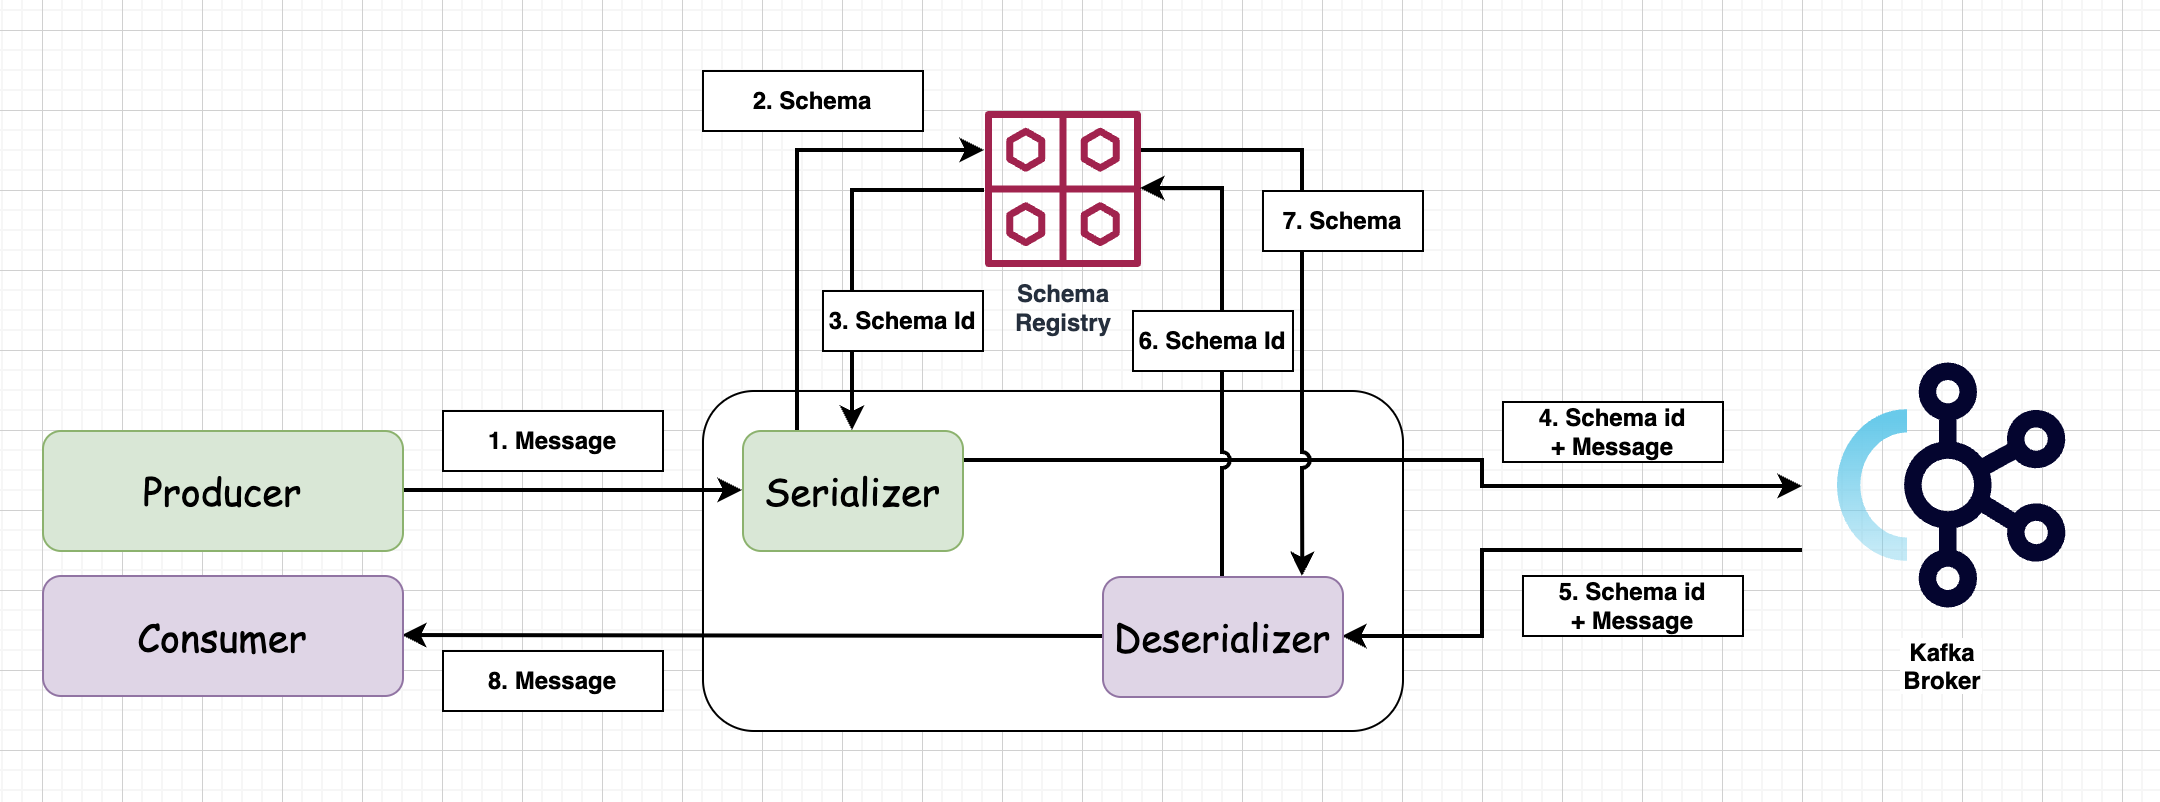 2. Schema
7. Schema
Schema
Registry
3. Schema Id
6. Schema Id
4. Schema id
+ Message
1. Message
Producer
Serializer
5. Schema id
+ Message
Consumer
Deserializer
8. Message
Kafka
Broker